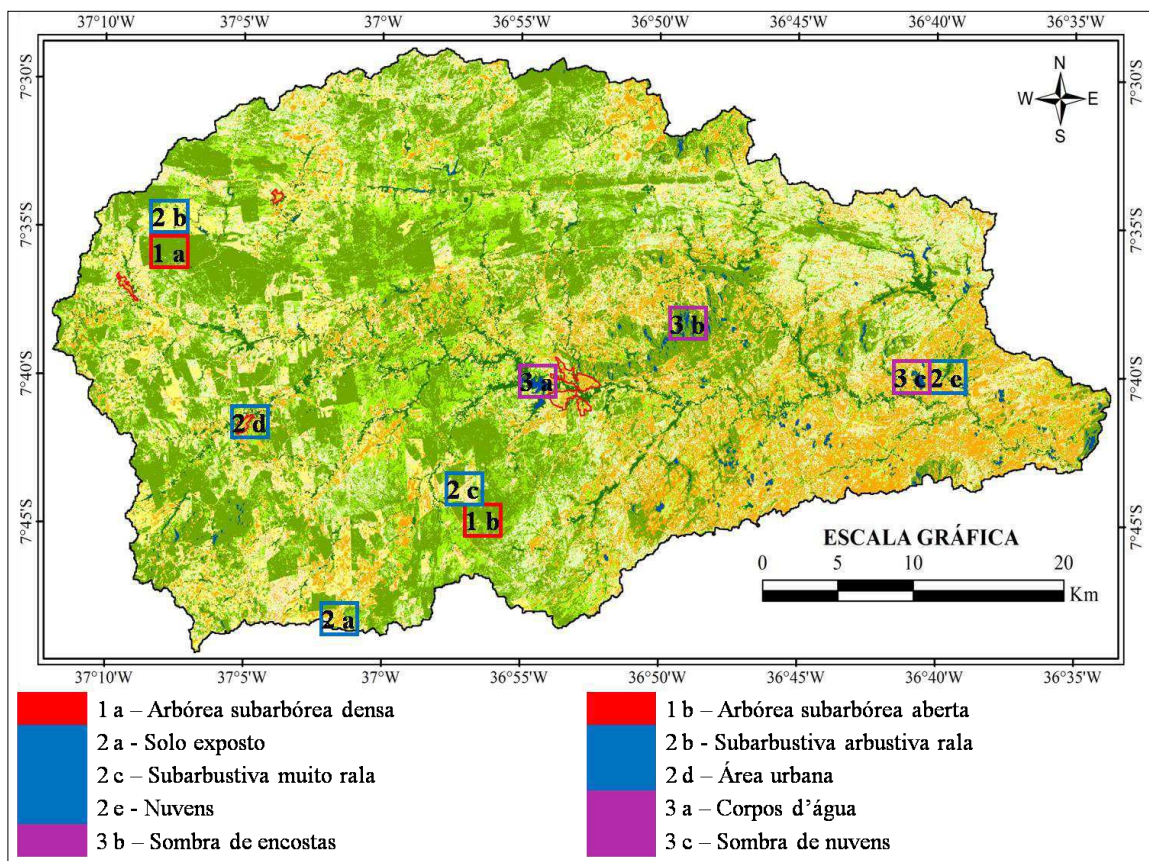 37°10'W 37°5'W 37°0'W 36°55'W 36°50'W 36°45'W 36°40'W 36°35'W
N
W E
S
7°30'S 7°30'S
7°35'S 7°35'S
7°40'S 7°40'S
7°45'S 7°45'S
2 b
1 a
3 b
3 a
3 c 2 e
2 d
2 c
1 b
2 a
ESCALA GRÁFICA
0 5 10 20
Km
37°10'W 37°5'W 37°0'W 36°55'W 36°50'W 36°45'W 36°40'W 36°35'W
1 a – Arbórea subarbórea densa
1 b – Arbórea subarbórea aberta
2 a - Solo exposto
2 b - Subarbustiva arbustiva rala
2 c – Subarbustiva muito rala
2 d – Área urbana
2 e - Nuvens
3 a – Corpos d'água
3 b – Sombra de encostas
3 c – Sombra de nuvens